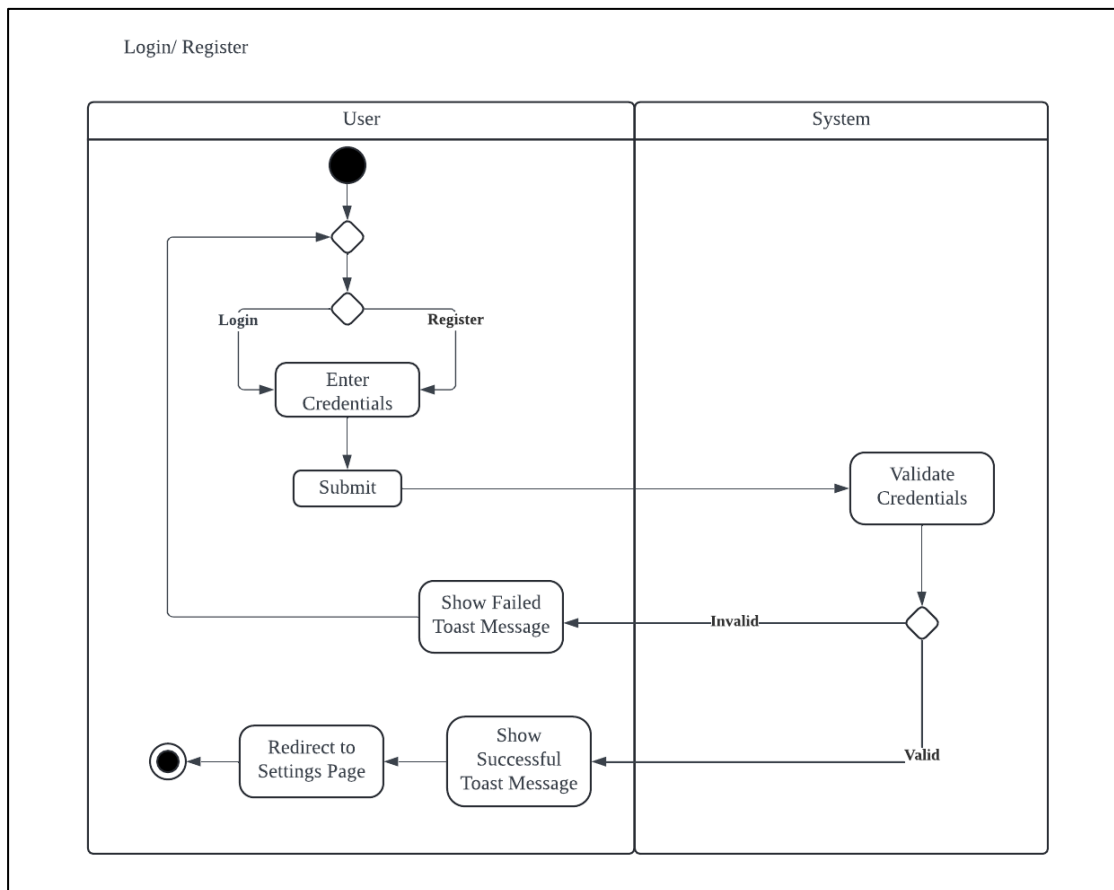 Login/ Register
User
System
Login
Register
Enter
Credentials
Submit
Validate
Credentials
Show Failed
Toast Message
Invalid
Redirect to
Settings Page
Show
Successful
Toast Message
Valid